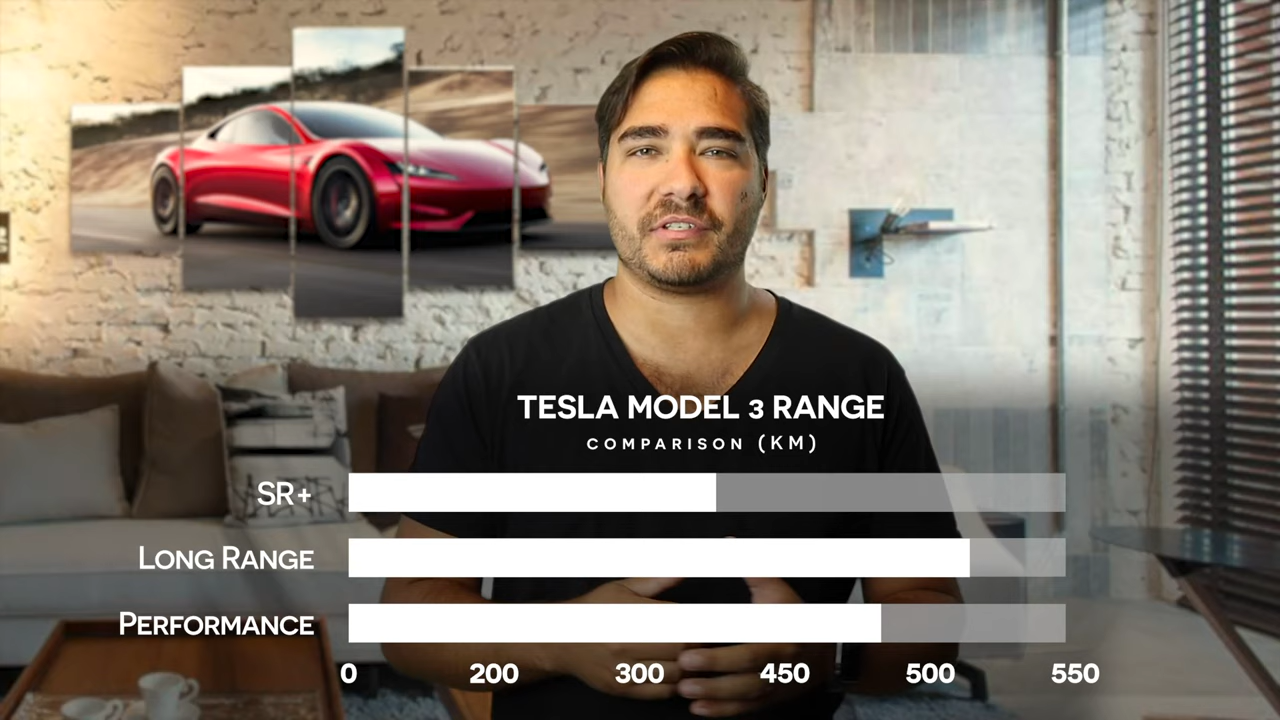 TESLA MODEL 3 RANGE
COMPARISON (KM)
SR+
LONG RANGE
PERFORMANCE
0 200 300 450 500 550